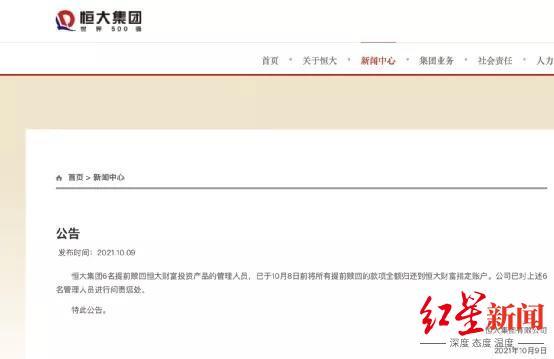 恒大集团
世界500强
首页 关于恒大 新闻中心 集团业务 社会责任 人力
首页 > 新闻中心
公告
发布时间：2021.10.09
恒大集团6名提前赎回恒大财富投资产品的管理人员，已于10月8日前将所有提前赎回的款项全额归还到恒大财富指定账户。公司已对上述6
名管理人员进行问责惩处。
特此公告。
恒大集团有限公司
红星新闻
深度 态度 温度
2021年10月9日